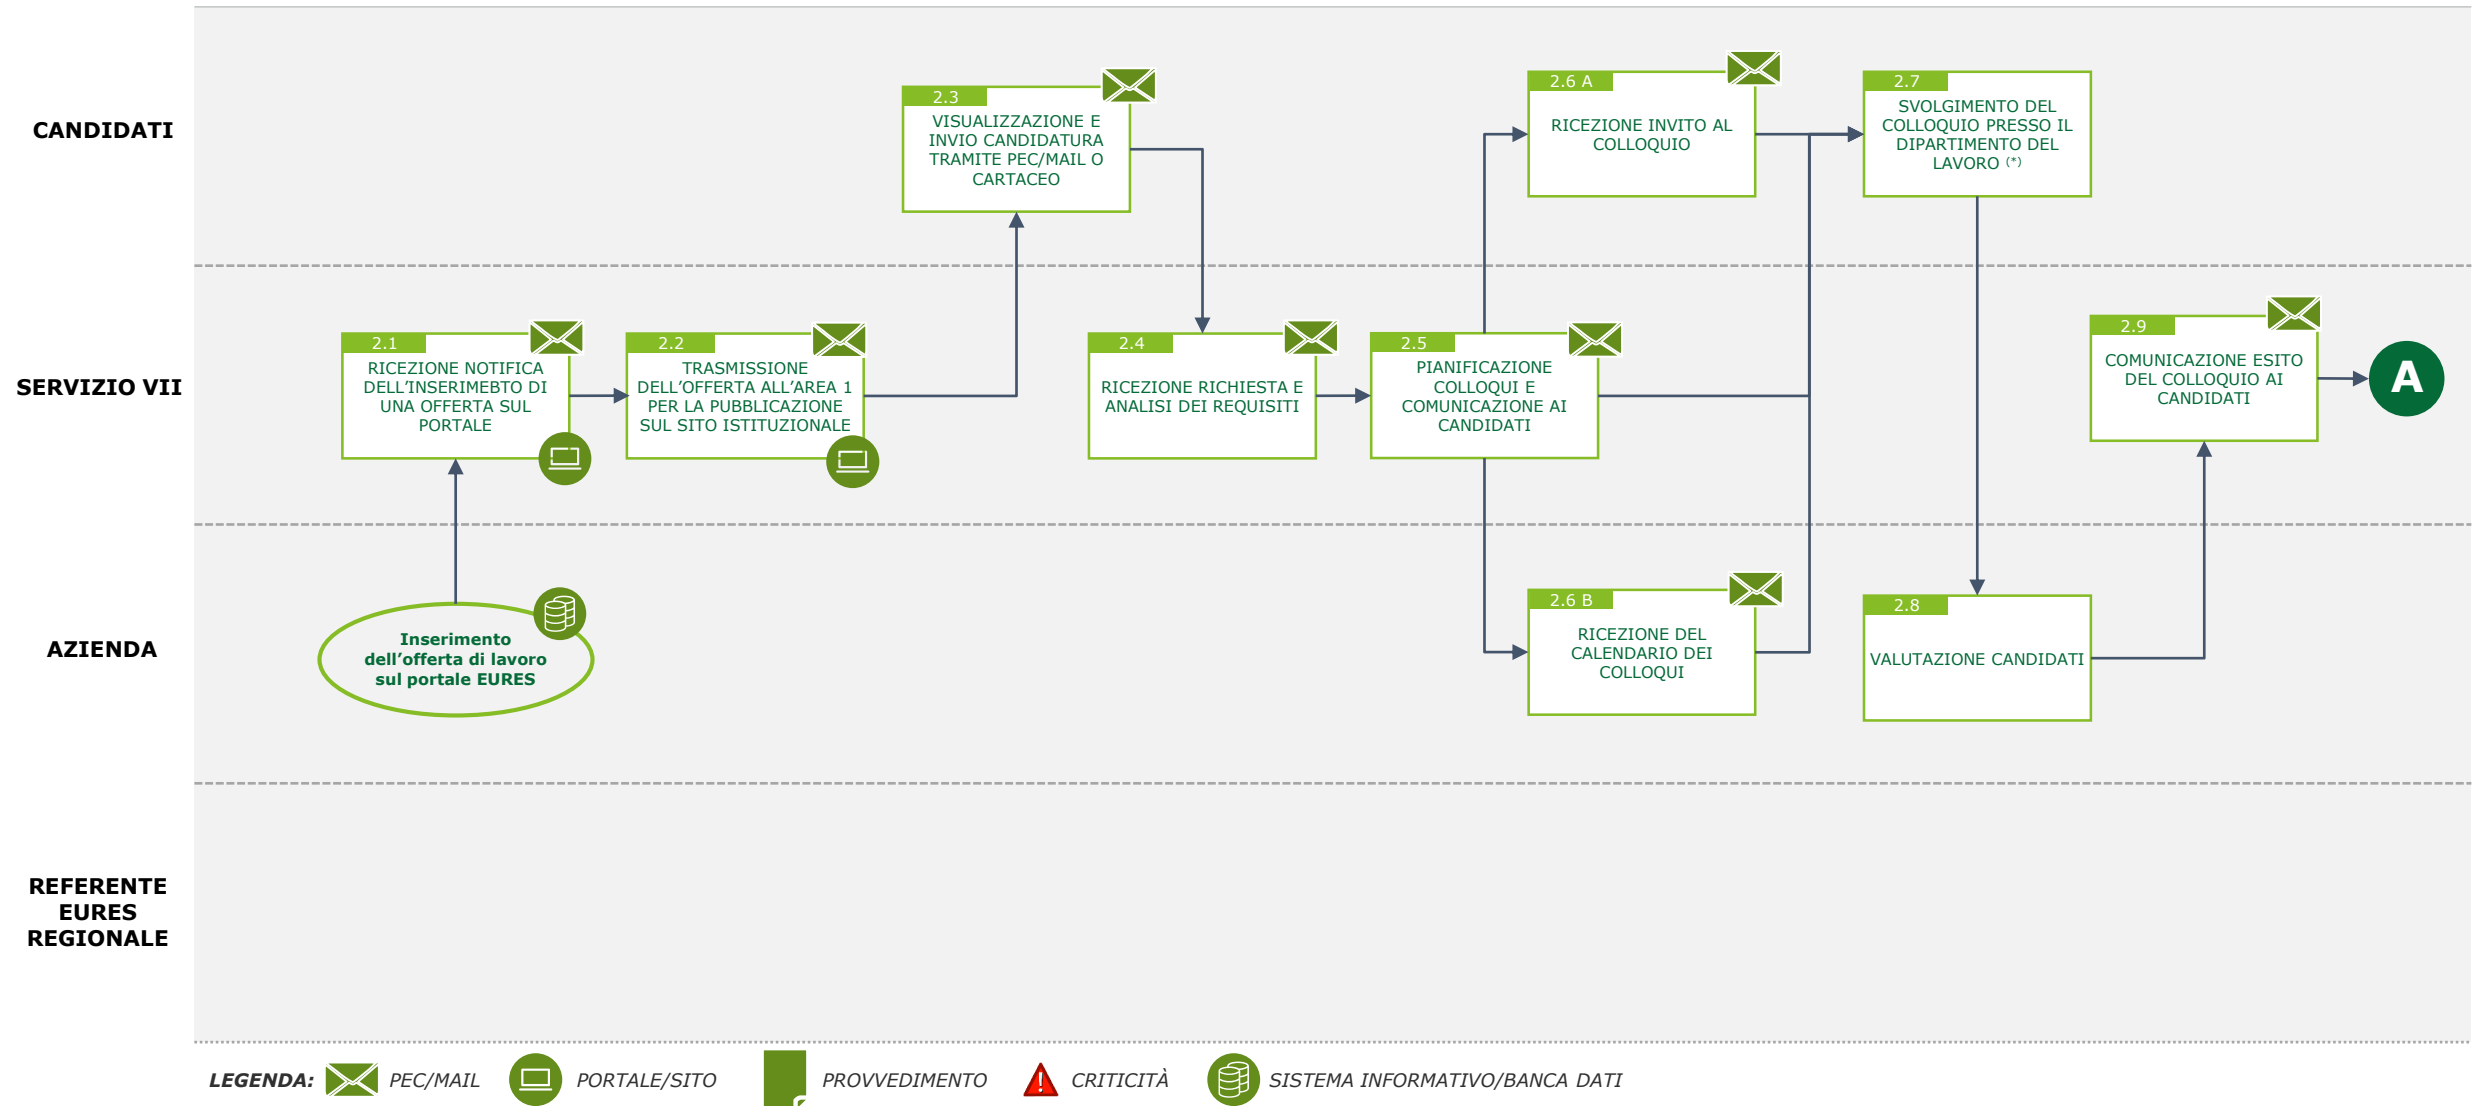 CANDIDATI
2.3
VISUALIZZAZIONE E
INVIO CANDIDATURA
TRAMITE PEC/MAIL O
CARTACEO
2.6 A
RICEZIONE INVITO AL
COLLOQUIO
2.7
SVOLGIMENTO DEL
COLLOQUIO PRESSO IL
DIPARTIMENTO DEL
LAVORO (*)
SERVIZIO VII
2.1
RICEZIONE NOTIFICA
DELL'INSERIMEBTO DI
UNA OFFERTA SUL
PORTALE
2.2
TRASMISSIONE
DELL'OFFERTA ALL'AREA 1
PER LA PUBBLICAZIONE
SUL SITO ISTITUZIONALE
2.4
RICEZIONE RICHIESTA E
ANALISI DEI REQUISITI
2.5
PIANIFICAZIONE
COLLOQUI E
COMUNICAZIONE AI
CANDIDATI
2.9
COMUNICAZIONE ESITO
DEL COLLOQUIO AI
CANDIDATI
A
AZIENDA
Inserimento
dell'offerta di lavoro
sul portale EURES
2.6 B
RICEZIONE DEL
CALENDARIO DEI
COLLOQUI
2.8
VALUTAZIONE CANDIDATI
REFERENTE
EURES
REGIONALE
LEGENDA: PEC/MAIL PORTALE/SITO PROVVEDIMENTO CRITICITÀ SISTEMA INFORMATIVO/BANCA DATI